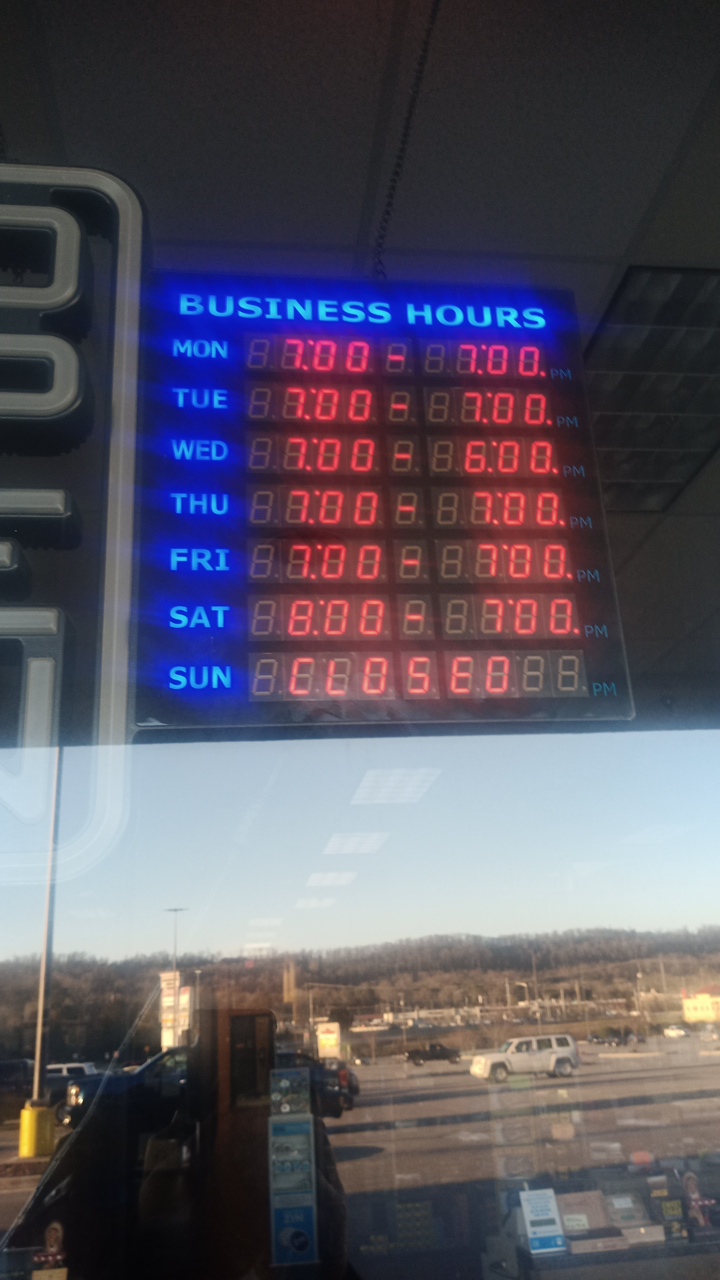 BUSINESS HOURS
MON 7:00 - 7:00 PM
TUE 7:00 - 7:00 PM
WED 7:00 - 6:00 PM
THU 7:00 - 7:00 PM
FRI 7:00 - 7:00 PM
SAT 8:00 - 7:00 PM
SUN CLOSED PM